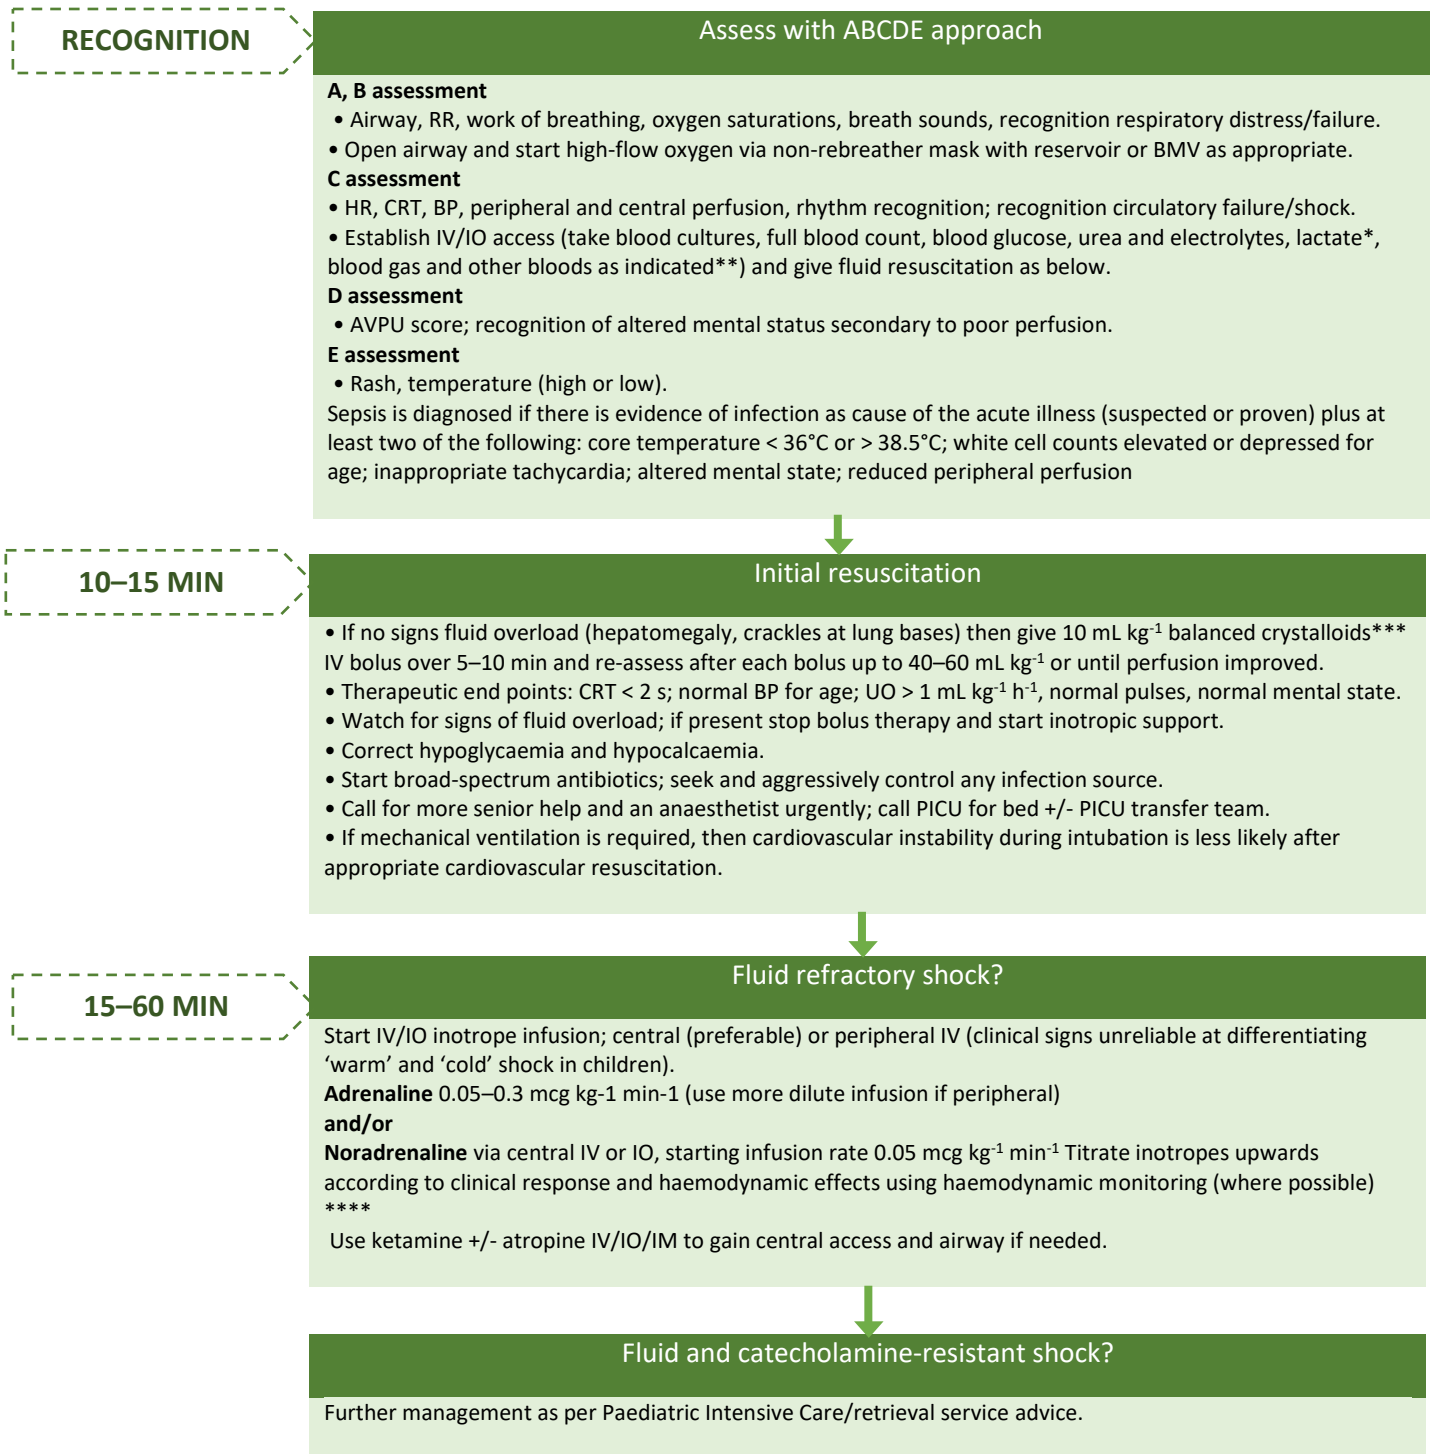 RECOGNITION
Assess with ABCDE approach
A, B assessment
• Airway, RR, work of breathing, oxygen saturations, breath sounds, recognition respiratory distress/failure.
• Open airway and start high-flow oxygen via non-rebreather mask with reservoir or BMV as appropriate.
C assessment
• HR, CRT, BP, peripheral and central perfusion, rhythm recognition; recognition circulatory failure/shock.
• Establish IV/IO access (take blood cultures, full blood count, blood glucose, urea and electrolytes, lactate*,
blood gas and other bloods as indicated**) and give fluid resuscitation as below.
D assessment
• AVPU score; recognition of altered mental status secondary to poor perfusion.
E assessment
• Rash, temperature (high or low).
Sepsis is diagnosed if there is evidence of infection as cause of the acute illness (suspected or proven) plus at
least two of the following: core temperature < 36°C or > 38.5°C; white cell counts elevated or depressed for
age; inappropriate tachycardia; altered mental state; reduced peripheral perfusion
10–15 MIN
Initial resuscitation
• If no signs fluid overload (hepatomegaly, crackles at lung bases) then give 10 mL kg⁻¹ balanced crystalloids***
IV bolus over 5–10 min and re-assess after each bolus up to 40–60 mL kg⁻¹ or until perfusion improved.
• Therapeutic end points: CRT < 2 s; normal BP for age; UO > 1 mL kg⁻¹ h⁻¹, normal pulses, normal mental state.
• Watch for signs of fluid overload; if present stop bolus therapy and start inotropic support.
• Correct hypoglycaemia and hypocalcaemia.
• Start broad-spectrum antibiotics; seek and aggressively control any infection source.
• Call for more senior help and an anaesthetist urgently; call PICU for bed +/- PICU transfer team.
• If mechanical ventilation is required, then cardiovascular instability during intubation is less likely after
appropriate cardiovascular resuscitation.
15–60 MIN
Fluid refractory shock?
Start IV/IO inotrope infusion; central (preferable) or peripheral IV (clinical signs unreliable at differentiating
‘warm’ and ‘cold’ shock in children).
Adrenaline 0.05–0.3 mcg kg-1 min-1 (use more dilute infusion if peripheral)
and/or
Noradrenaline via central IV or IO, starting infusion rate 0.05 mcg kg⁻¹ min⁻¹ Titrate inotropes upwards
according to clinical response and haemodynamic effects using haemodynamic monitoring (where possible)
****
Use ketamine +/- atropine IV/IO/IM to gain central access and airway if needed.
Fluid and catecholamine-resistant shock?
Further management as per Paediatric Intensive Care/retrieval service advice.